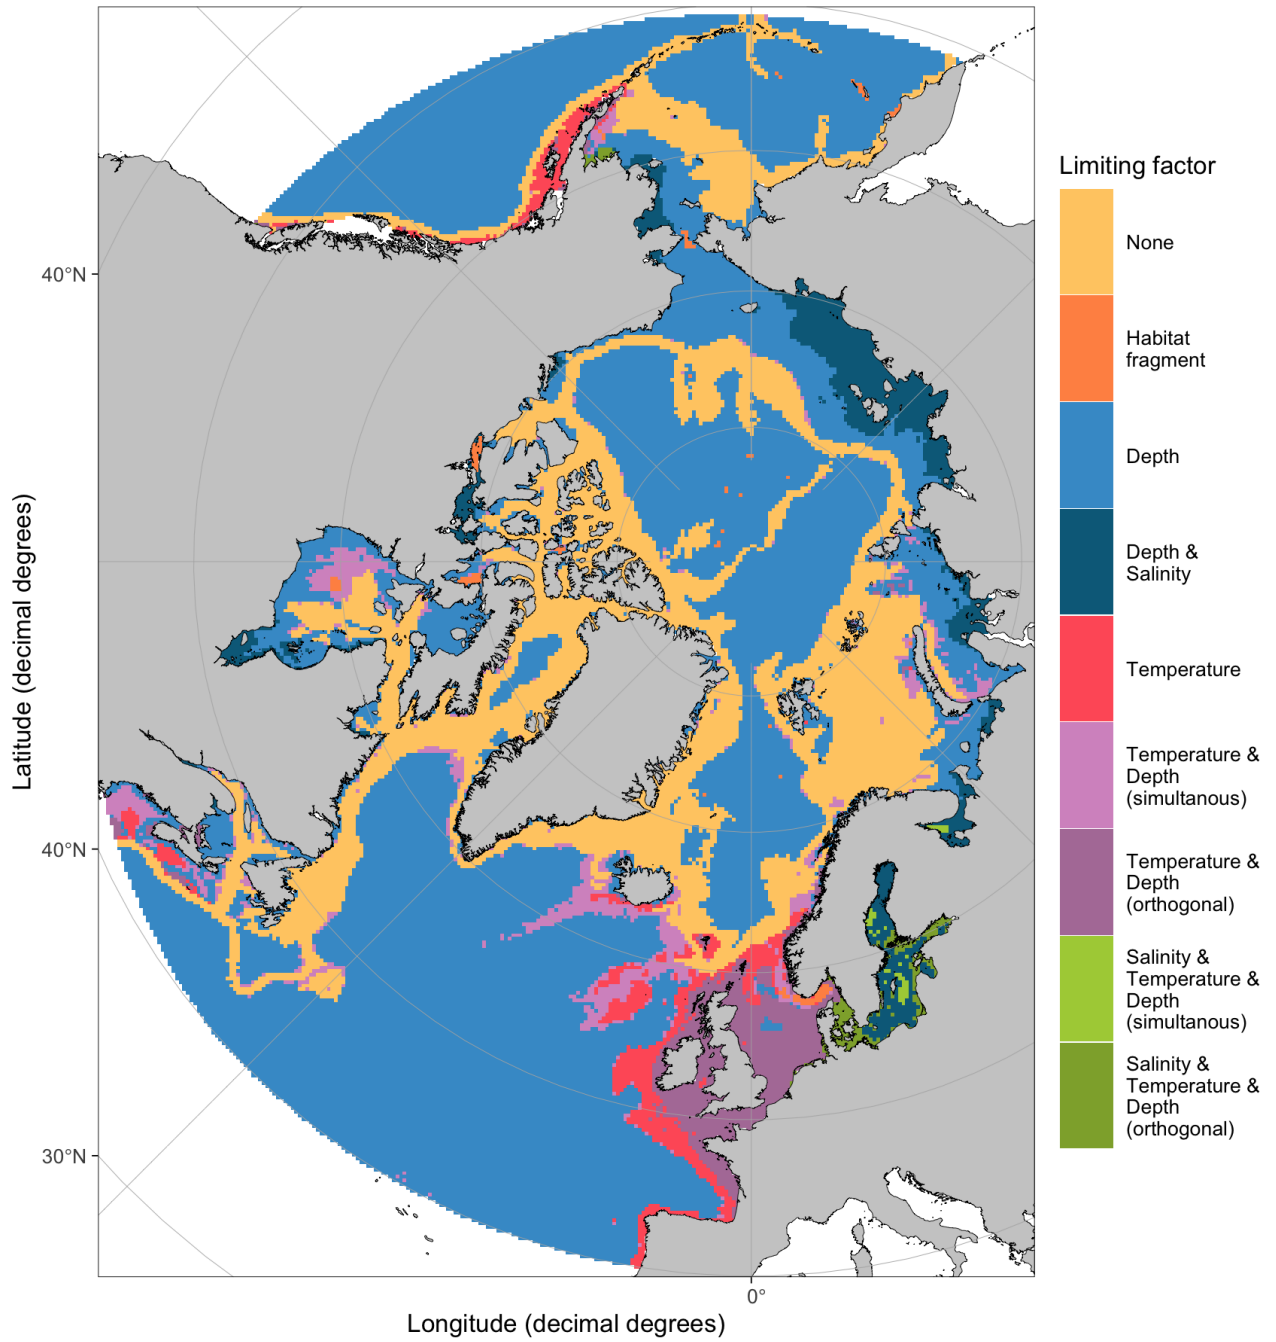 Limiting factor
None
Habitat
fragment
Depth
Depth &
Salinity
Temperature
Temperature &
Depth
(simultanous)
Temperature &
Depth
(orthogonal)
Salinity &
Temperature &
Depth
(simultanous)
Salinity &
Temperature &
Depth
(orthogonal)
Latitude (decimal degrees)
40°N
40°N
30°N
0°
Longitude (decimal degrees)